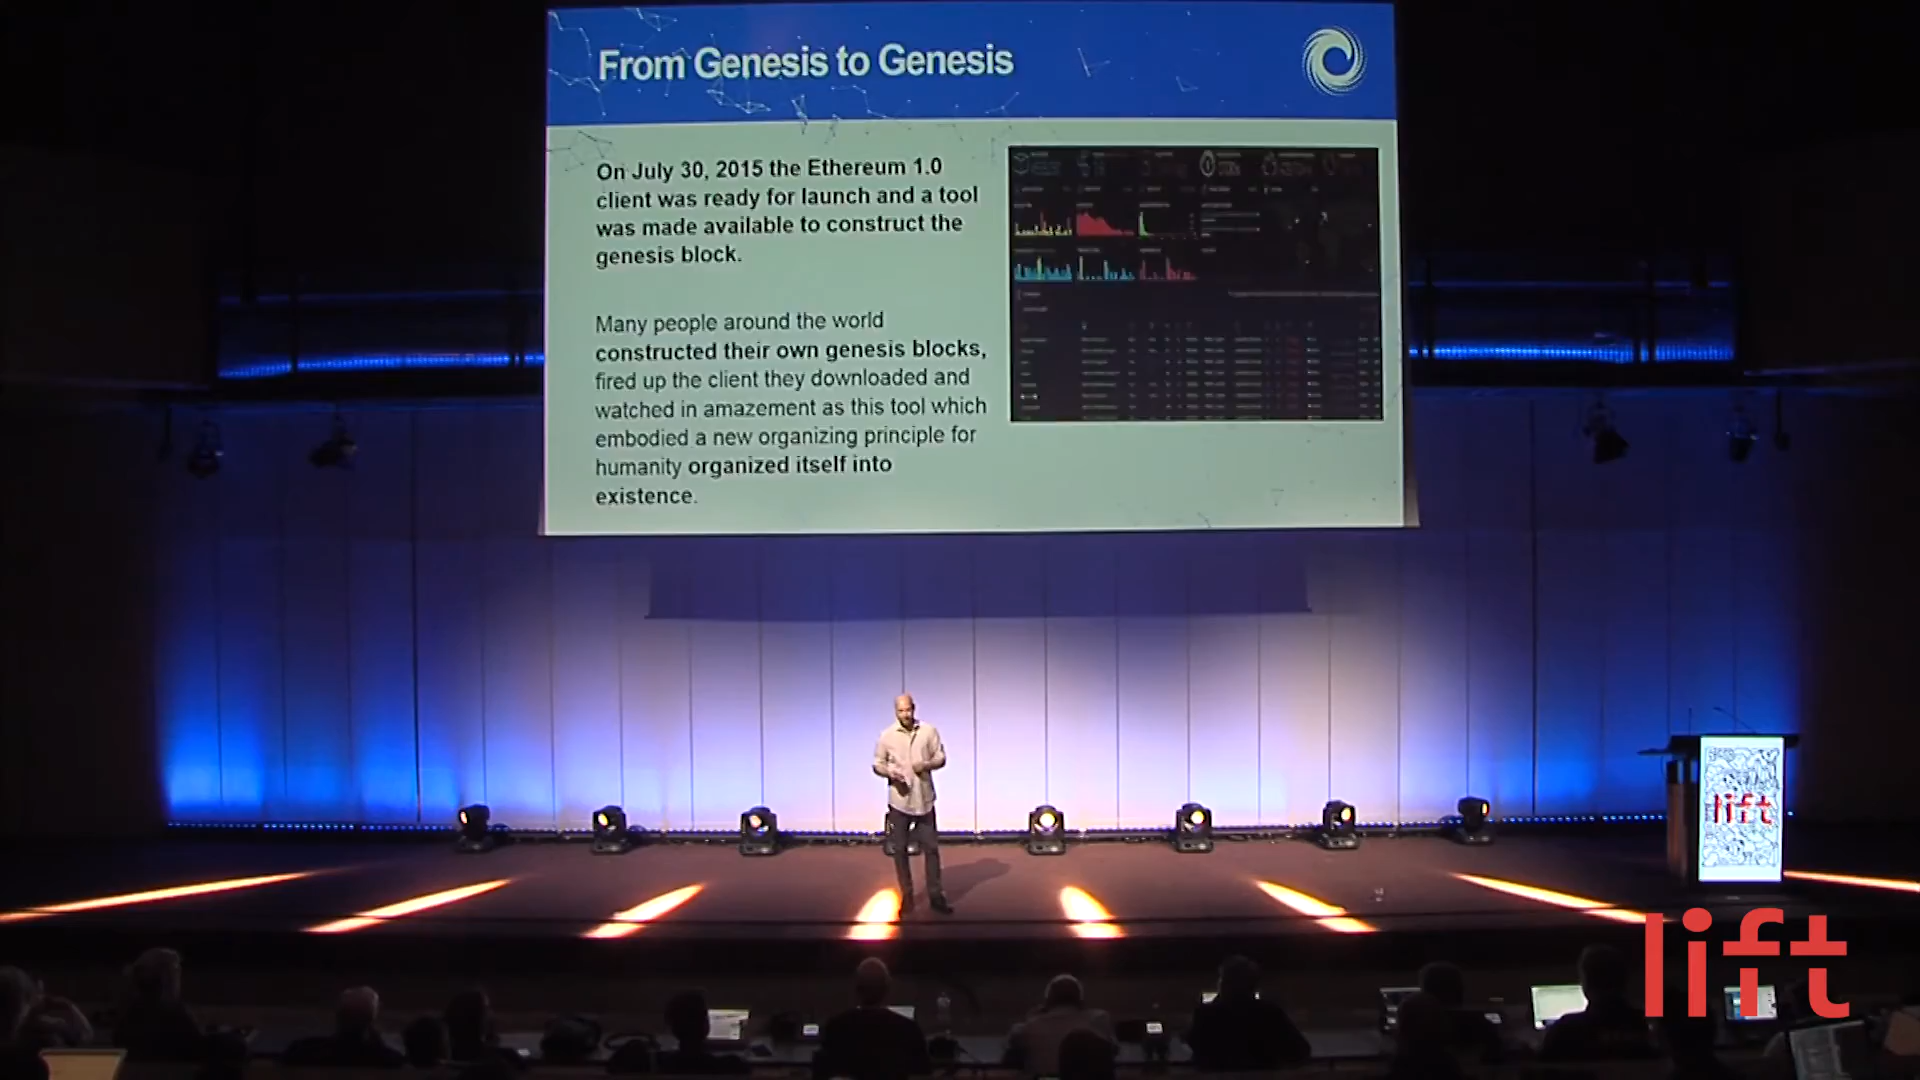 From Genesis to Genesis
On July 30, 2015 the Ethereum 1.0
client was ready for launch and a tool
was made available to construct the
genesis block.
Many people around the world
constructed their own genesis blocks,
fired up the client they downloaded and
watched in amazement as this tool which
embodied a new organizing principle for
humanity organized itself into
existence.
lift
lift